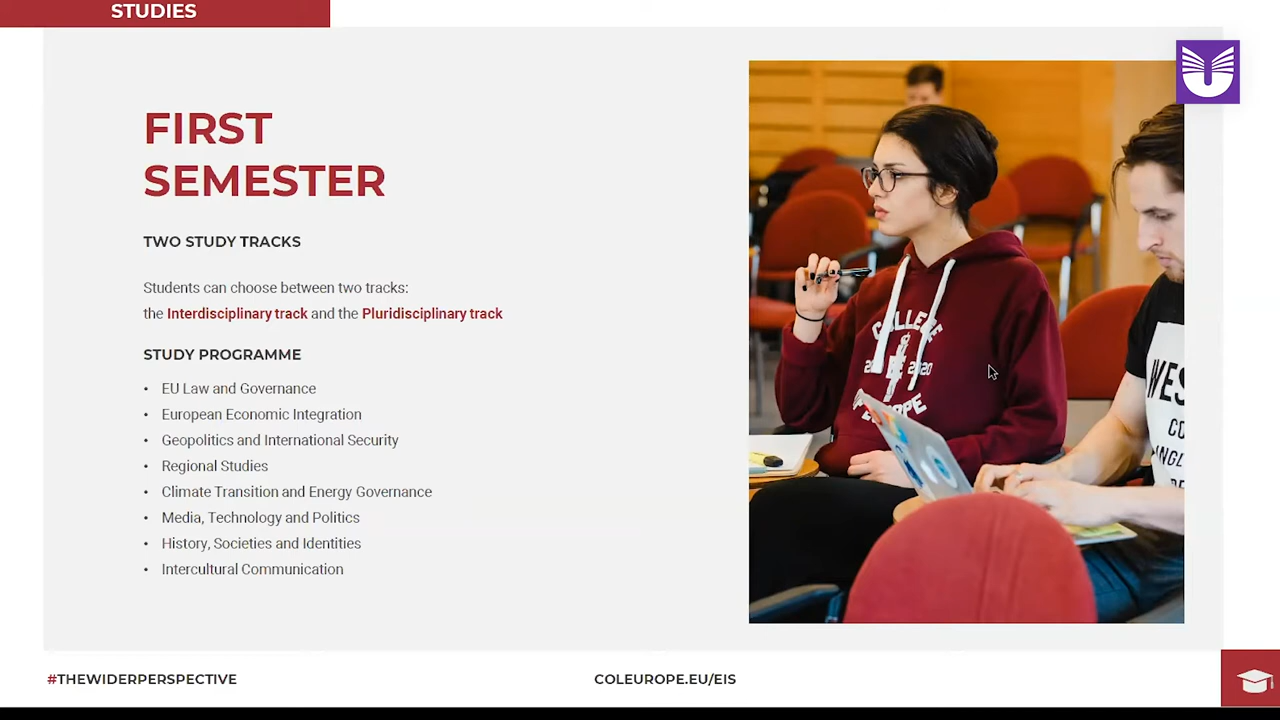 STUDIES
FIRST
SEMESTER
TWO STUDY TRACKS
Students can choose between two tracks:
the Interdisciplinary track and the Pluridisciplinary track
STUDY PROGRAMME
• EU Law and Governance
• European Economic Integration
• Geopolitics and International Security
• Regional Studies
• Climate Transition and Energy Governance
• Media, Technology and Politics
• History, Societies and Identities
• Intercultural Communication
COLLEGE
EUROPE
#THEWIDERPERSPECTIVE
COLEUROPE.EU/EIS